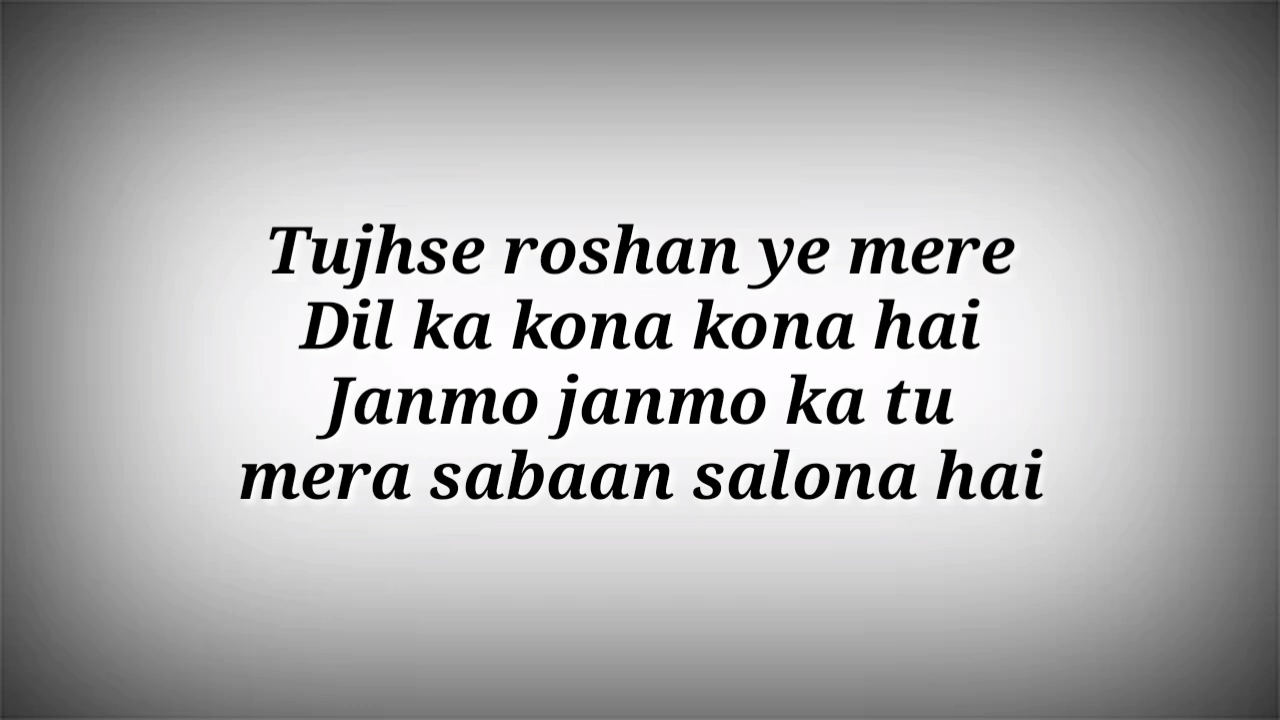 Tujhse roshan ye mere
Dil ka kona kona hai
Janmo janmo ka tu
mera sabaan salona hai